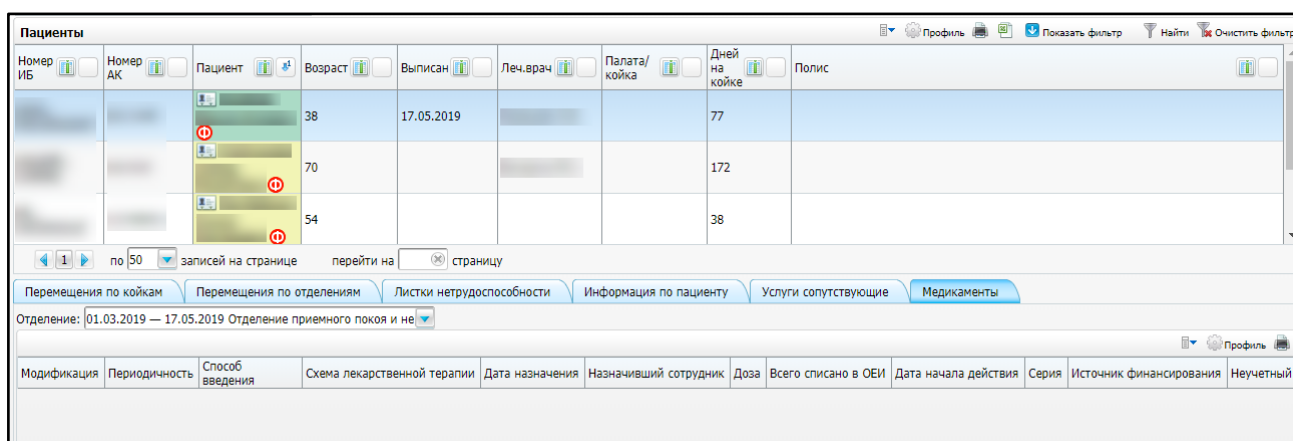 Пациенты
Профиль Показать фильтр Найти Очистить фильтр
Номер ИБ Номер АК Пациент 1 Возраст Выписан Леч.врач Палата/ койка Дней на койке Полис
Ф 38 17.05.2019 77
Ф 70 172
Ф 54 38
1 по 50 записей на странице перейти на страницу
Перемещения по койкам Перемещения по отделениям Листки нетрудоспособности Информация по пациенту Услуги сопутствующие Медикаменты
Отделение: 01.03.2019 — 17.05.2019 Отделение приемного покоя и не
Профиль
Модификация Периодичность Способ введения Схема лекарственной терапии Дата назначения Назначивший сотрудник Доза Всего списано в ОЕИ Дата начала действия Серия Источник финансирования Неучетный